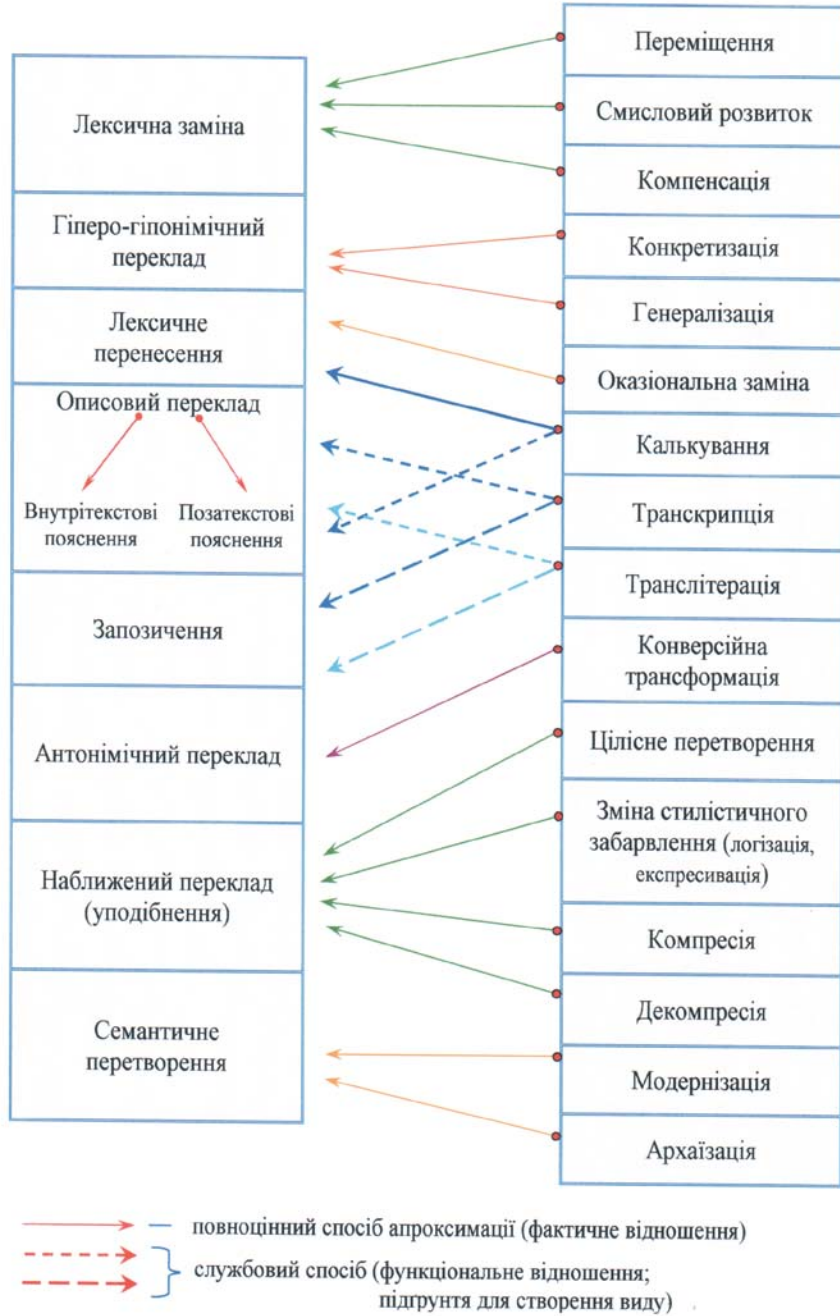 Лексична заміна
Гіперо-гіпонімічний
переклад
Лексичне
перенесення
Описовий переклад
Внутрітекстові
пояснення
Позатекстові
пояснення
Запозичення
Антонімічний переклад
Наближений переклад
(уподібнення)
Семантичне
перетворення
Переміщення
Смисловий розвиток
Компенсація
Конкретизація
Генералізація
Оказіональна заміна
Калькування
Транскрипція
Транслітерація
Конверсійна
трансформація
Цілісне перетворення
Зміна стилістичного
забарвлення (логізація,
експресивація)
Компресія
Декомпресія
Модернізація
Архаїзація
– повноцінний спосіб апроксимації (фактичне відношення)
службовий спосіб (функціональне відношення;
підґрунтя для створення виду)